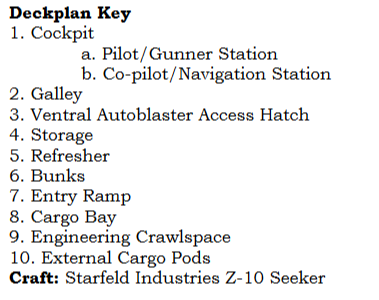 Deckplan Key
1. Cockpit
a. Pilot/Gunner Station
b. Co-pilot/Navigation Station
2. Galley
3. Ventral Autoblaster Access Hatch
4. Storage
5. Refresher
6. Bunks
7. Entry Ramp
8. Cargo Bay
9. Engineering Crawlspace
10. External Cargo Pods
Craft: Starfeld Industries Z-10 Seeker